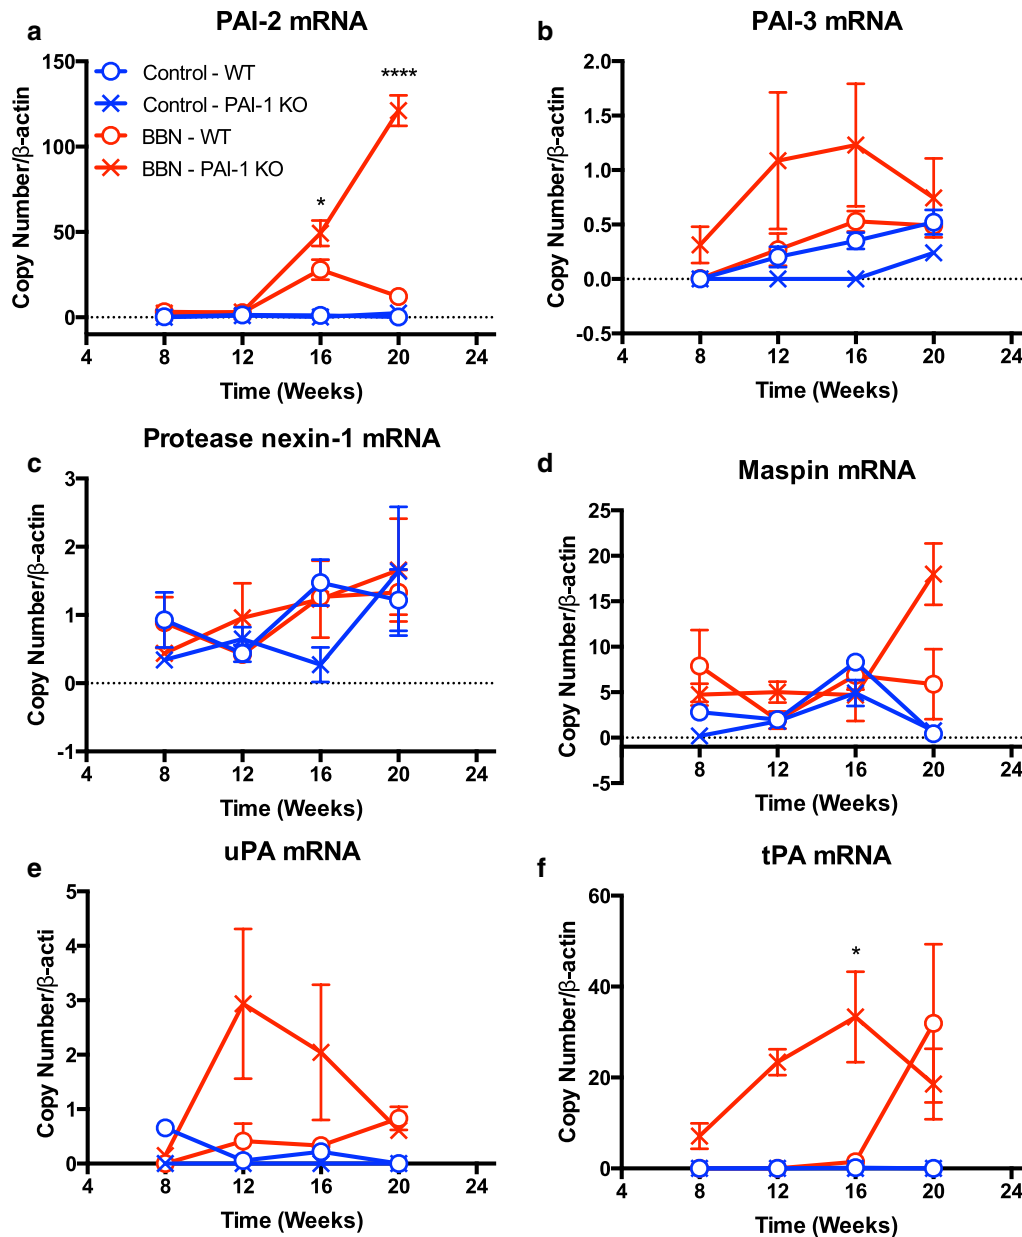 a
PAI-2 mRNA
150
100
50
0
4 8 12 16 20 24
Copy Number/β-actin
Time (Weeks)
Control - WT
Control - PAI-1 KO
BBN - WT
BBN - PAI-1 KO
*
****
b
PAI-3 mRNA
2.0
1.5
1.0
0.5
0.0
-0.5
4 8 12 16 20 24
Copy Number/β-actin
Time (Weeks)
c
Protease nexin-1 mRNA
3
2
1
0
-1
4 8 12 16 20 24
Copy Number/β-actin
Time (Weeks)
d
Maspin mRNA
25
20
15
10
5
0
-5
8 12 16 20 24
Copy Number/β-actin
Time (Weeks)
e
uPA mRNA
5
4
3
2
1
0
4 8 12 16 20 24
Copy Number/β-acti
Time (Weeks)
f
tPA mRNA
60
40
20
0
4 8 12 16 20 24
Copy Number/β-actin
Time (Weeks)
*